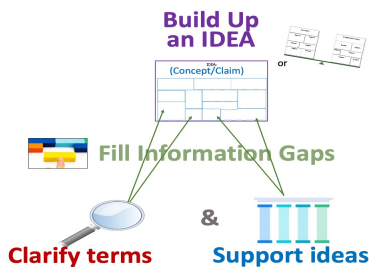 Build Up
an IDEA
IDEA:
(Concept/Claim)
or
Fill Information Gaps
&
Clarify terms
Support ideas